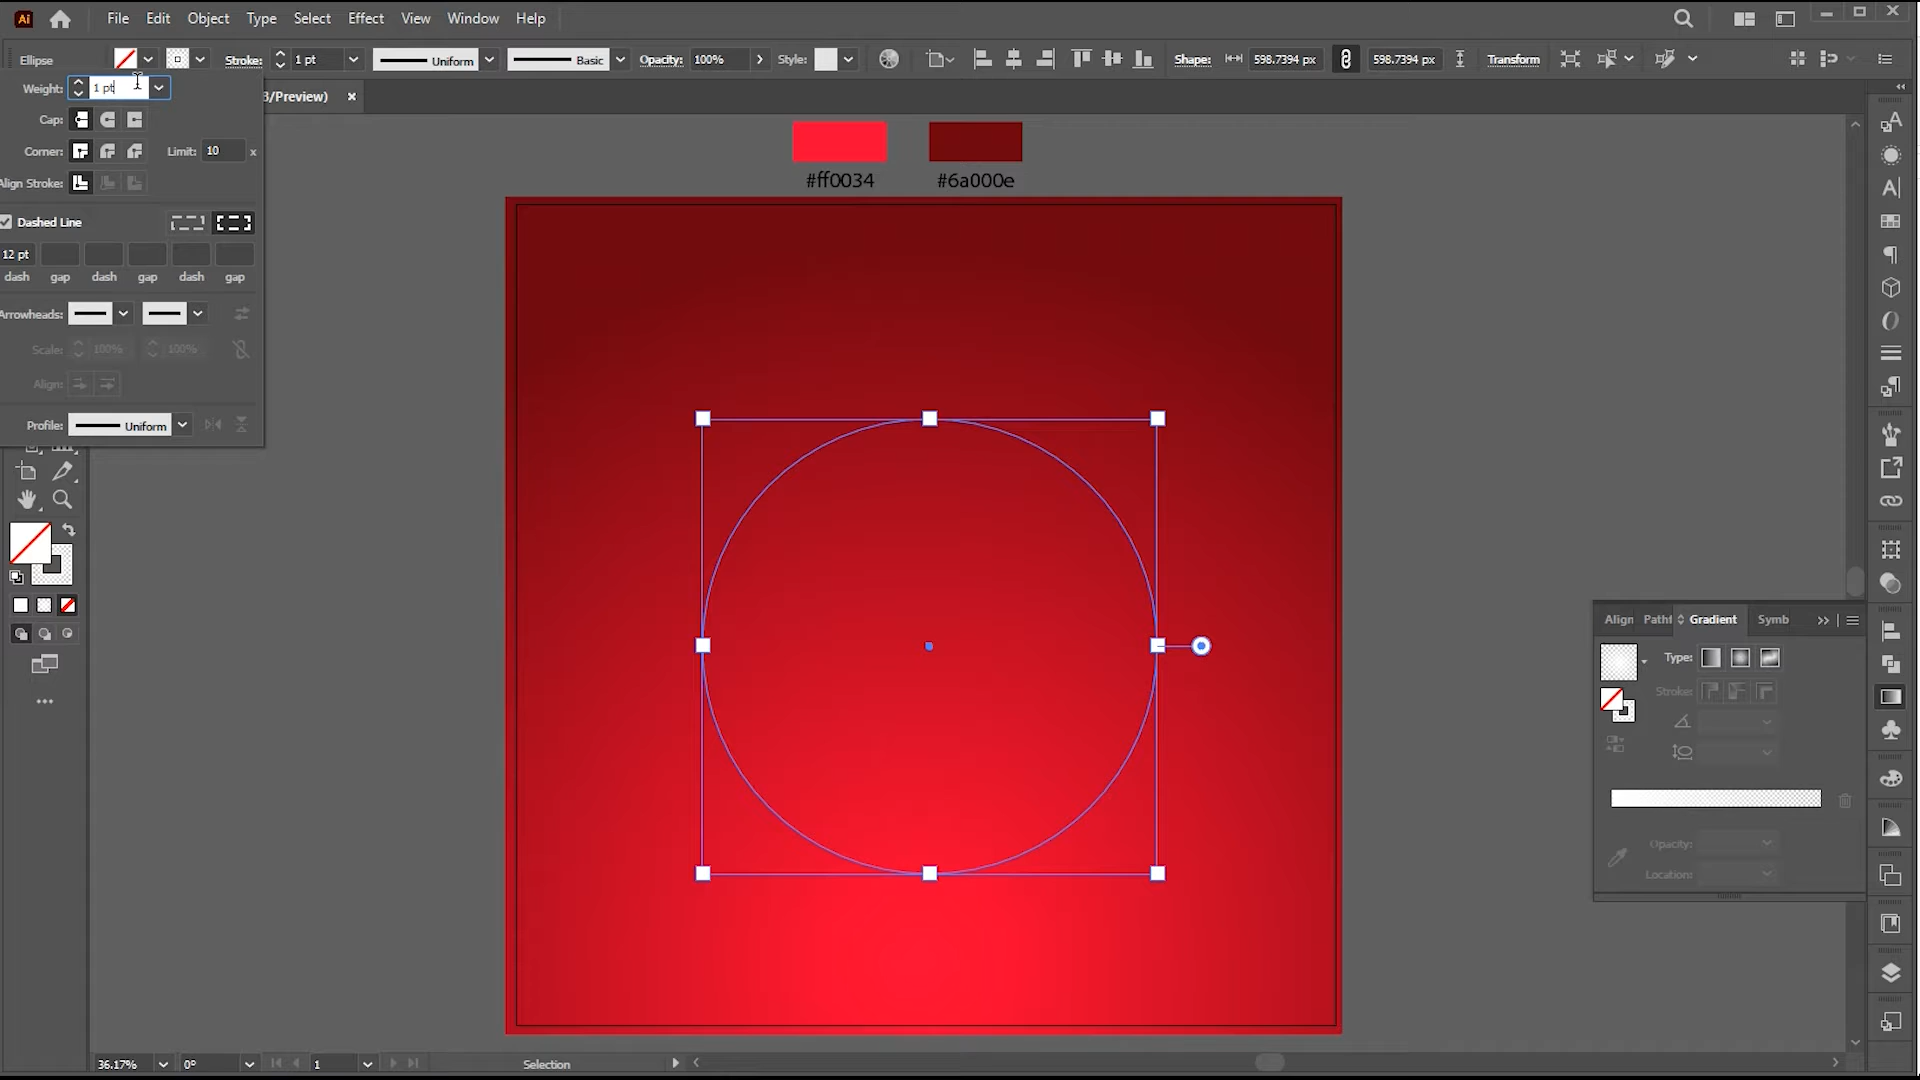 Ai File Edit Object Type Select Effect View Window Help
Ellipse Stroke: 1 pt Uniform Basic Opacity: 100% Style: Shape: 598.7394 px 598.7394 px Transform
Weight: 1 pt
/Preview) ×
Cap:
Corner: Limit: 10 x
Align Stroke:
Dashed Line
12 pt
dash gap dash gap dash gap
Arrowheads:
Scale: 100% 100%
Align:
Profile: Uniform
#ff0034 #6a000e
Align Pathf Gradient Symb
Type:
Stroke:
Opacity:
Location:
36.17% 0° 1 Selection